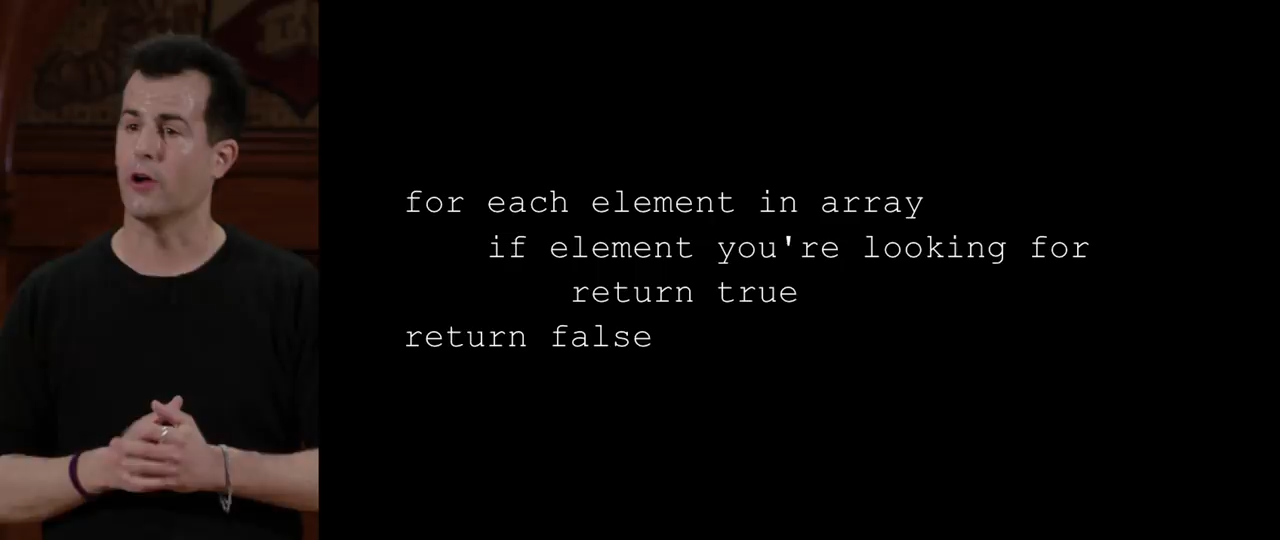 for each element in array
    if element you're looking for
        return true
return false